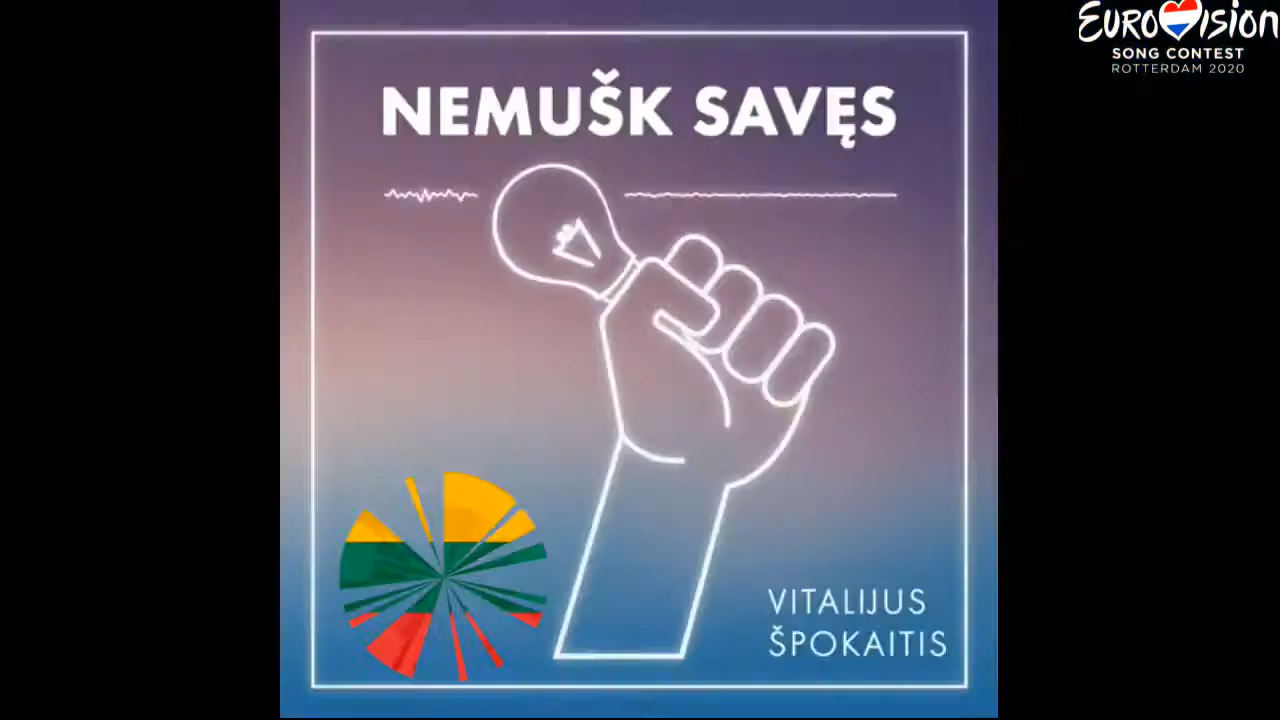 EUROVISION
SONG CONTEST
ROTTERDAM 2020
NEMUŠK SAVĘS
VITALIJUS
ŠPOKAITIS